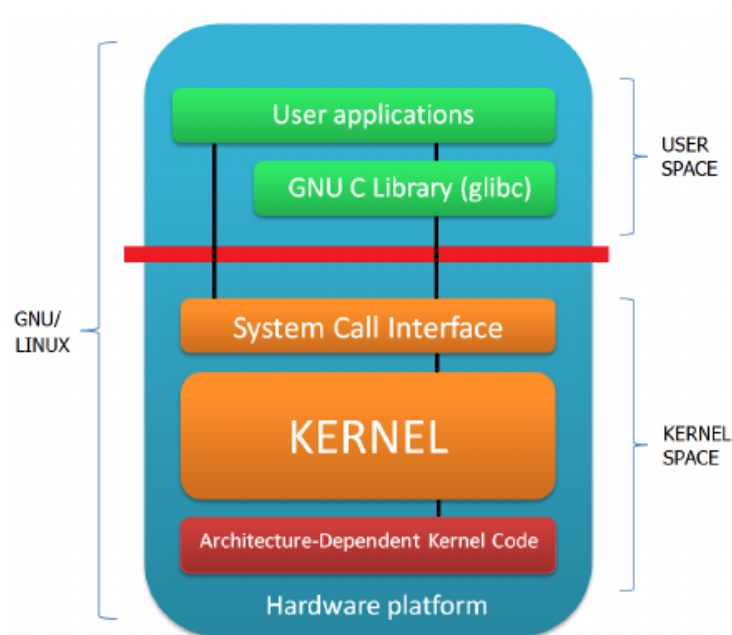 User applications
USER
SPACE
GNU C Library (glibc)
GNU/
LINUX
System Call Interface
KERNEL
KERNEL
SPACE
Architecture-Dependent Kernel Code
Hardware platform